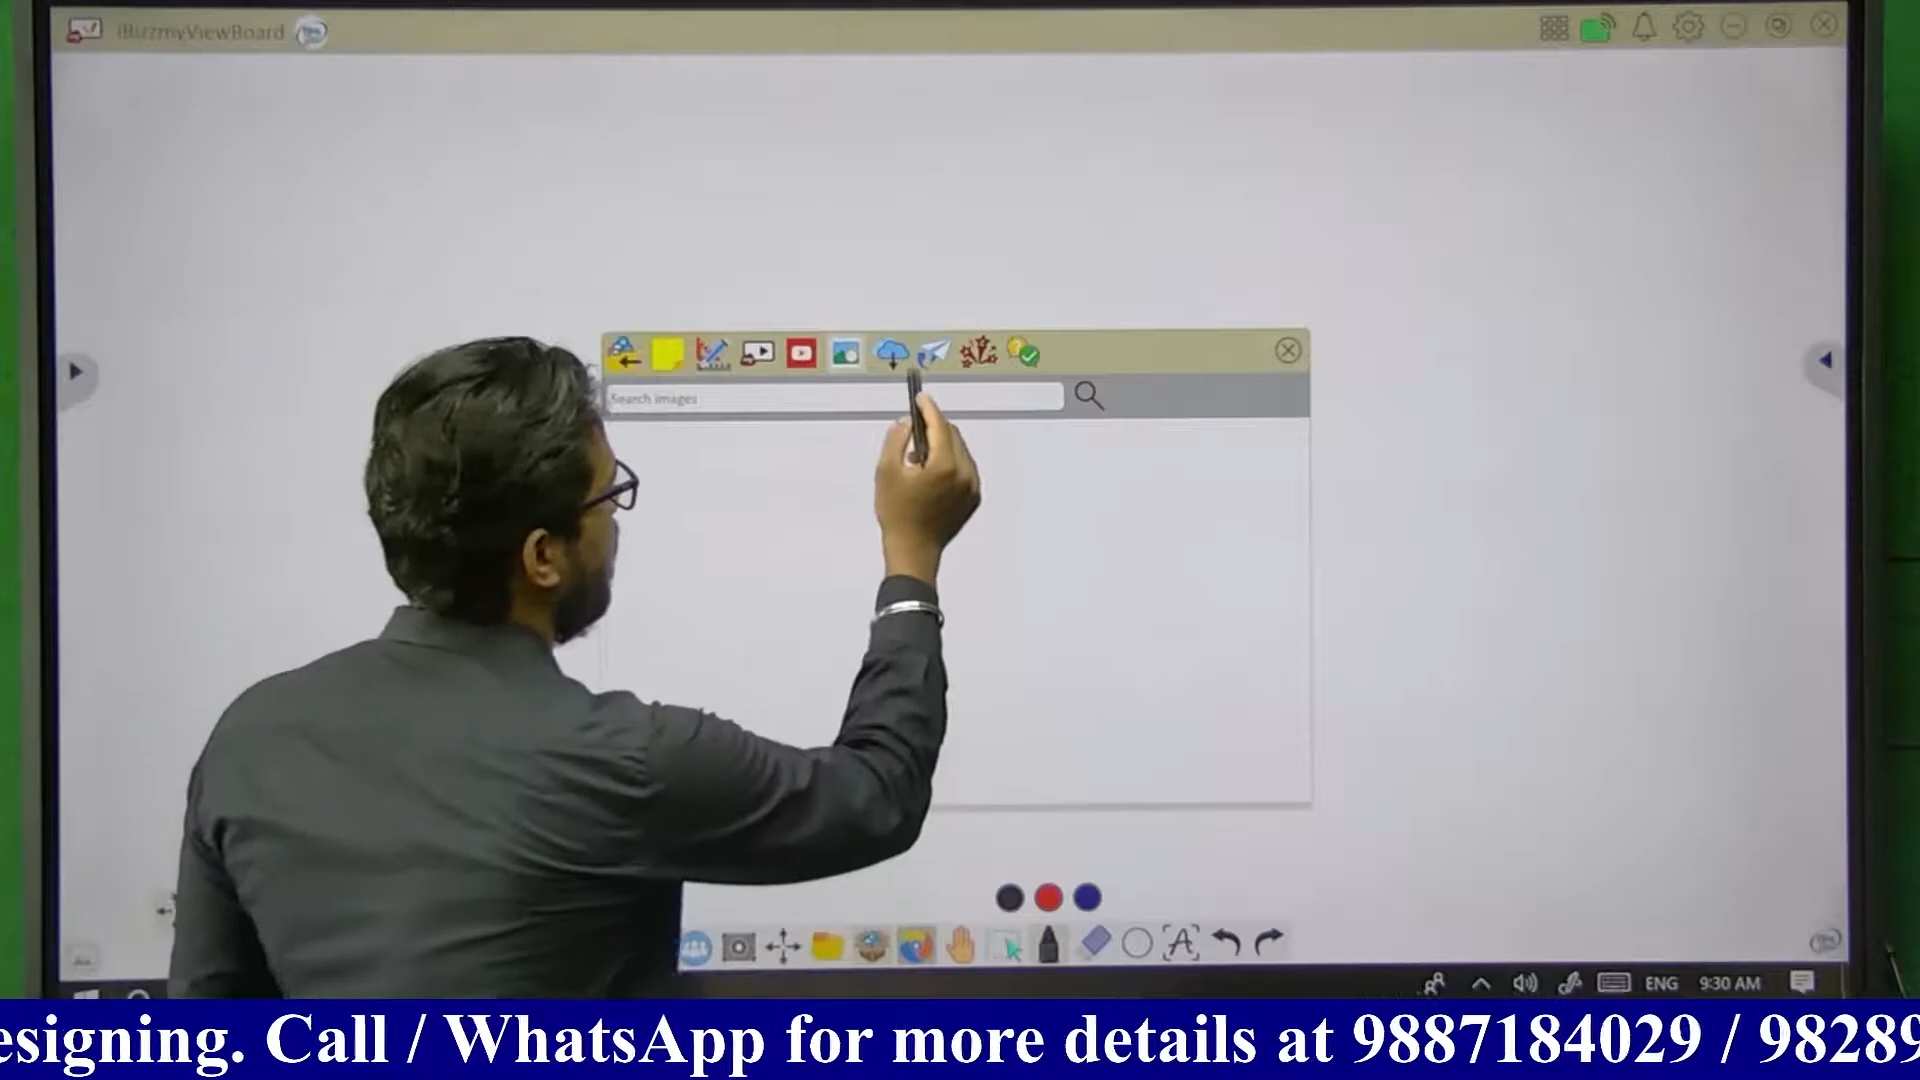 iBizzmyViewBoard
Search images
ENG 9:30 AM
esigning. Call / WhatsApp for more details at 9887184029 / 98289